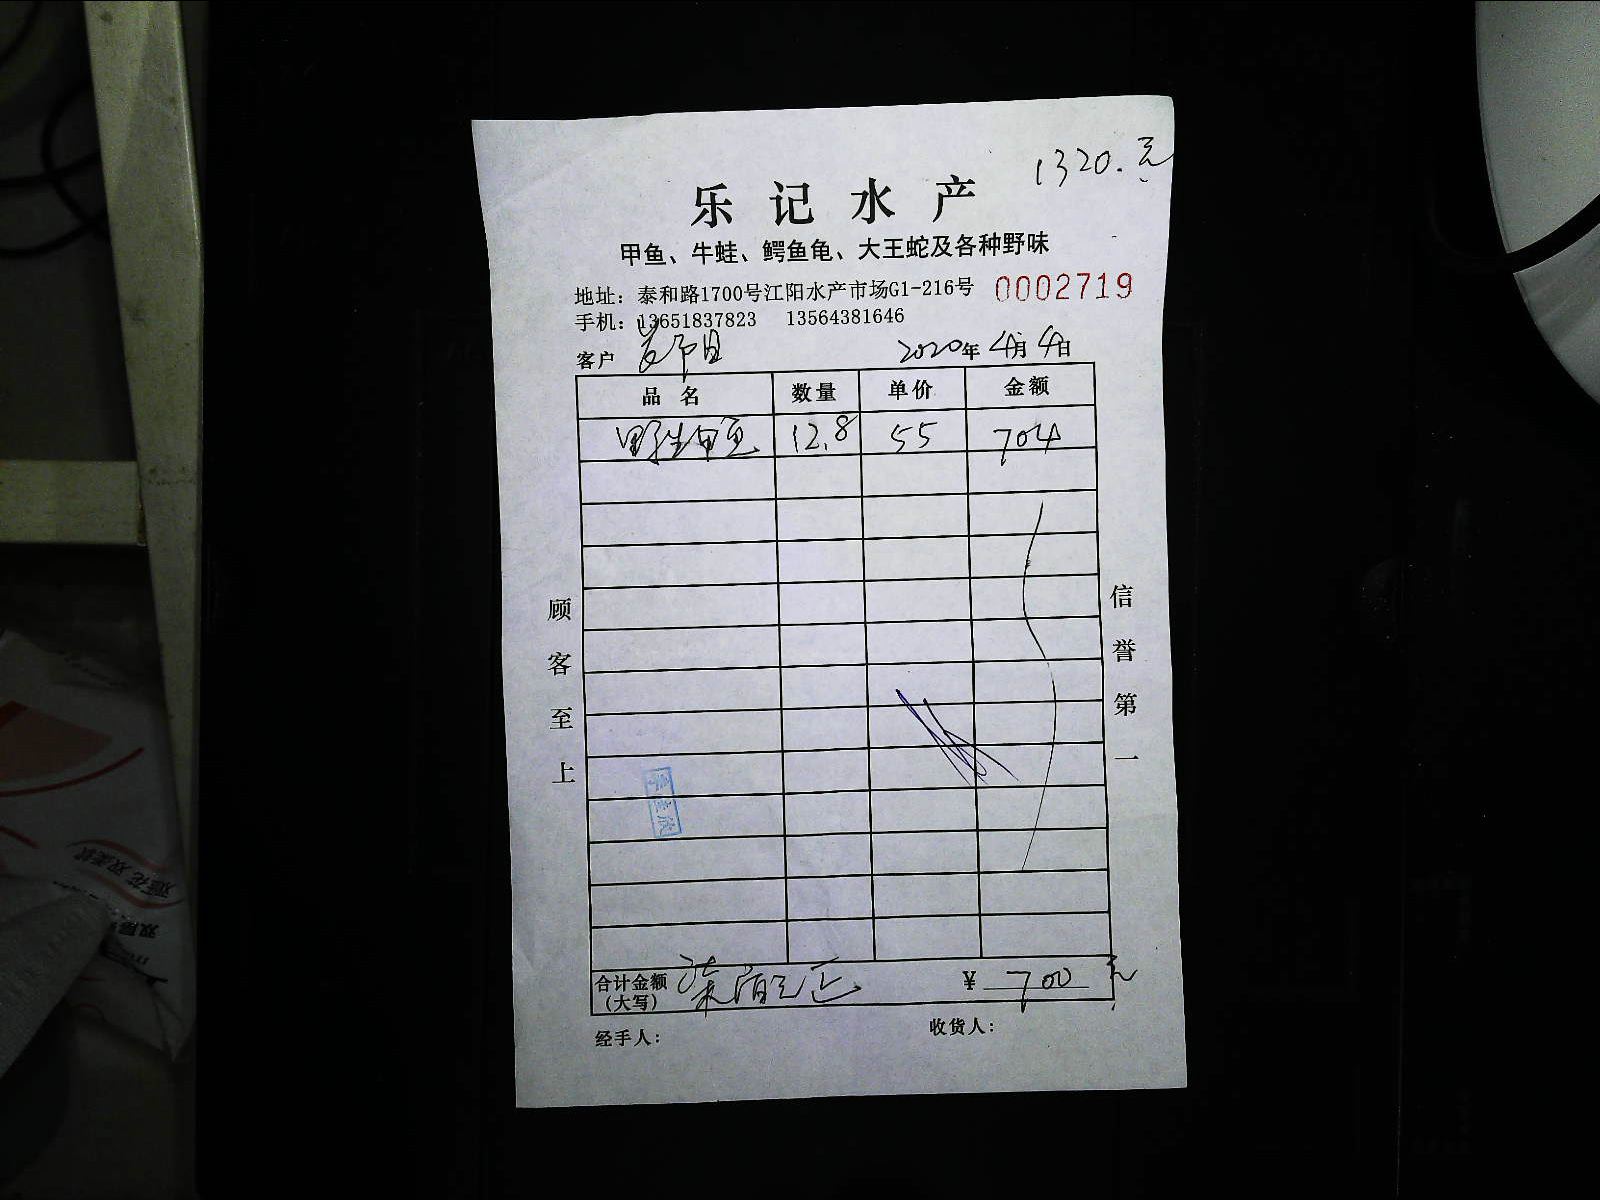 1320.元
乐记水产
甲鱼、牛蛙、鳄鱼龟、大王蛇及各种野味
地址：泰和路1700号江阳水产市场G1-216号 0002719
手机：13651837823 13564381646
客户 2020年4月4日
品名 数量 单价 金额
野生甲鱼 12.8 55 704
顾客至上
信誉第一
合计金额 柒佰元正 ¥ 700 元
（大写）
经手人： 收货人：